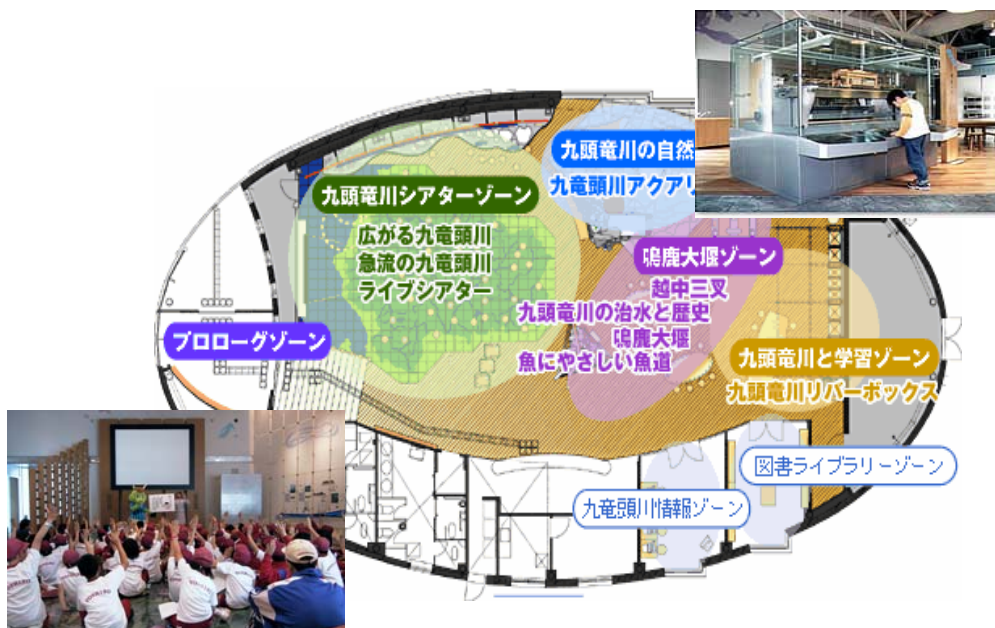 九頭竜川の自然
九竜頭川アクアリ
九頭竜川シアターゾーン
広がる九竜頭川
急流の九竜頭川
ライブシアター
鳴鹿大堰ゾーン
越中三叉
九頭竜川の治水と歴史
鳴鹿大堰
魚にやさしい魚道
プロローグゾーン
九頭竜川と学習ゾーン
九頭竜川リバーボックス
図書ライブラリーゾーン
九竜頭川情報ゾーン